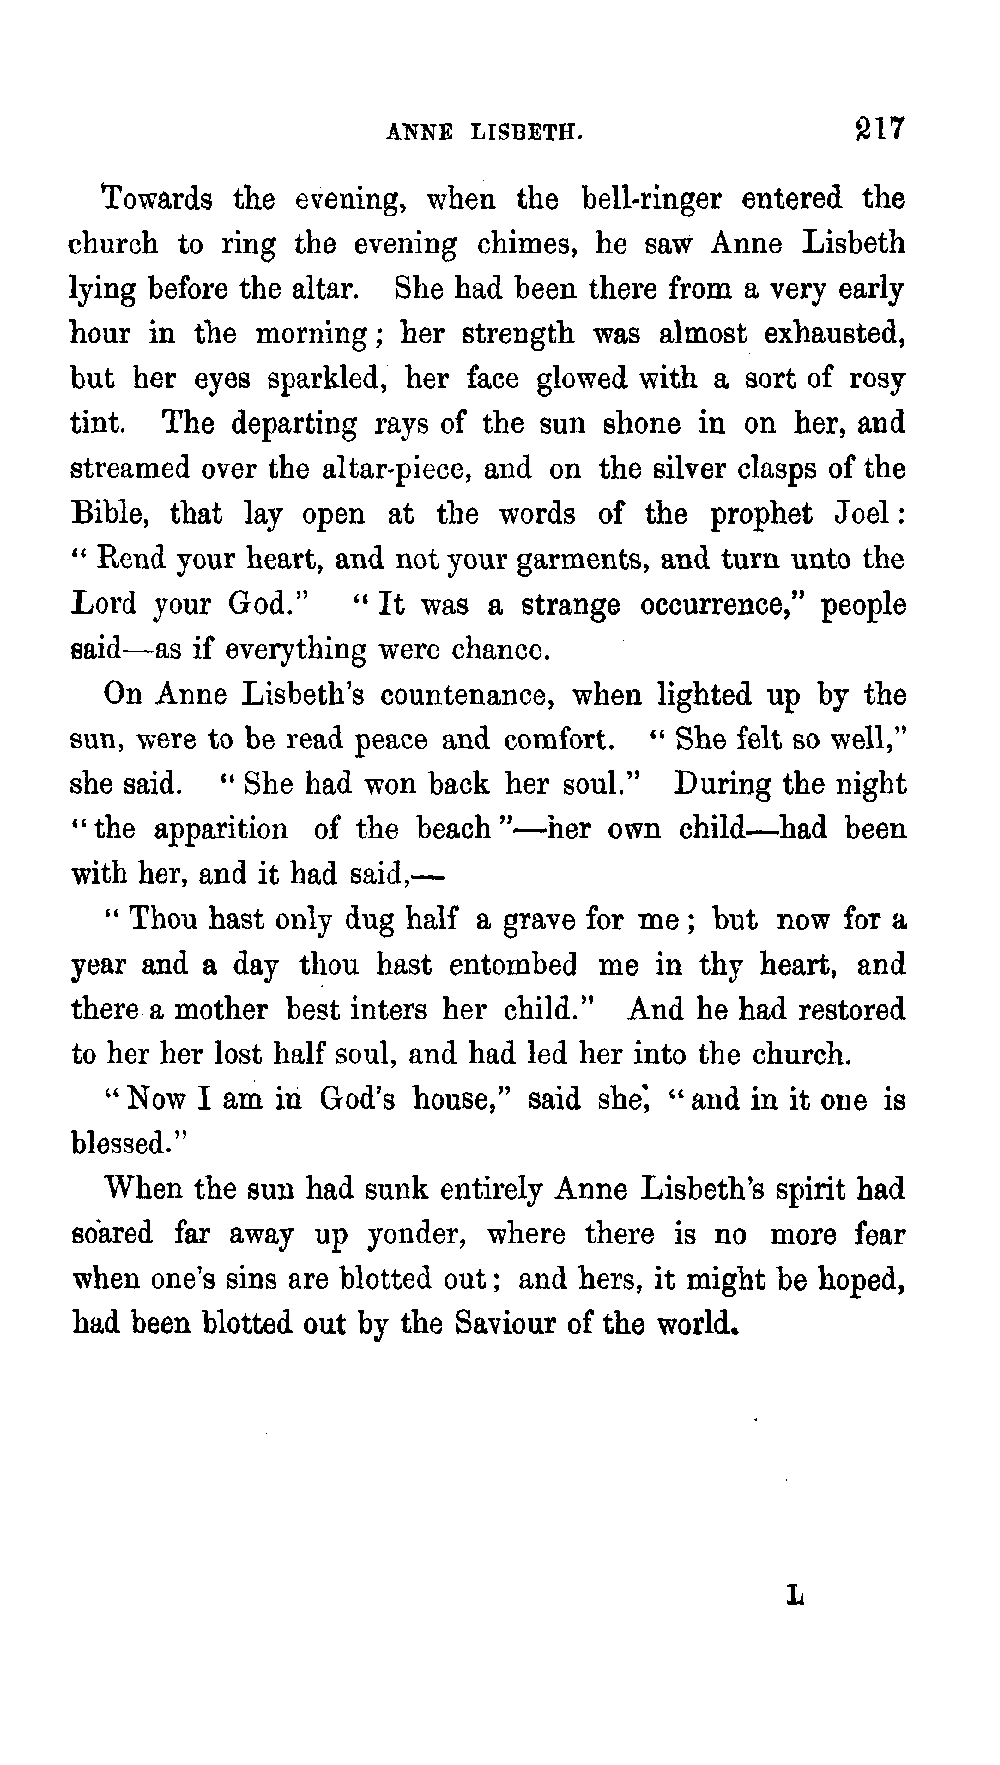 ANNE LISBETH. 217
Towards the evening, when the bell-ringer entered the
church to ring the evening chimes, he saw Anne Lisbeth
lying before the altar. She had been there from a very early
hour in the morning; her strength was almost exhausted,
but her eyes sparkled, her face glowed with a sort of rosy
tint. The departing rays of the sun shone in on her, and
streamed over the altar-piece, and on the silver clasps of the
Bible, that lay open at the words of the prophet Joel:
“Rend your heart, and not your garments, and turn unto the
Lord your God.” “It was a strange occurrence,” people
said—as if everything were chance.
On Anne Lisbeth’s countenance, when lighted up by the
sun, were to be read peace and comfort. “She felt so well,”
she said. “She had won back her soul.” During the night
“the apparition of the beach”—her own child—had been
with her, and it had said,—
“Thou hast only dug half a grave for me; but now for a
year and a day thou hast entombed me in thy heart, and
there a mother best inters her child.” And he had restored
to her her lost half soul, and had led her into the church.
“Now I am in God’s house,” said she, “and in it one is
blessed.”
When the sun had sunk entirely Anne Lisbeth’s spirit had
soared far away up yonder, where there is no more fear
when one’s sins are blotted out; and hers, it might be hoped,
had been blotted out by the Saviour of the world.
L